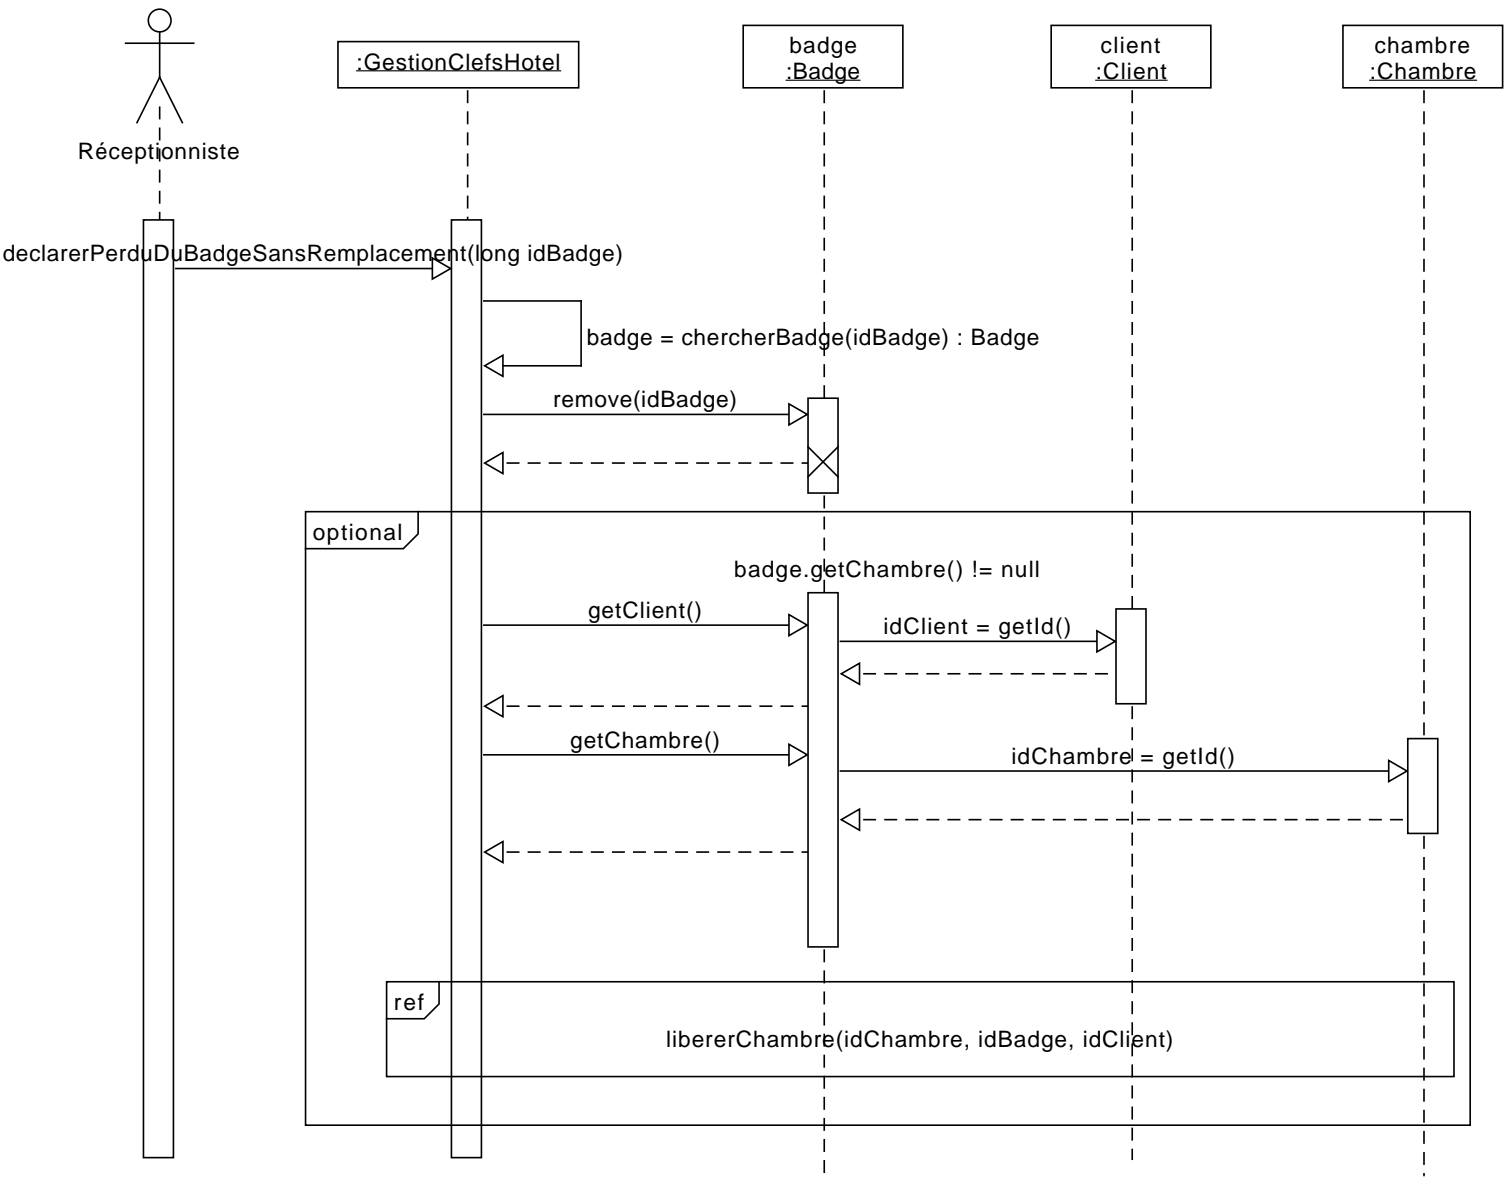 Réceptionniste
:GestionClefsHotel
badge
:Badge
client
:Client
chambre
:Chambre
declarerPerduDuBadgeSansRemplacement(long idBadge)
badge = chercherBadge(idBadge) : Badge
remove(idBadge)
optional
badge.getChambre() != null
getClient()
idClient = getId()
getChambre()
idChambre = getId()
ref
libererChambre(idChambre, idBadge, idClient)